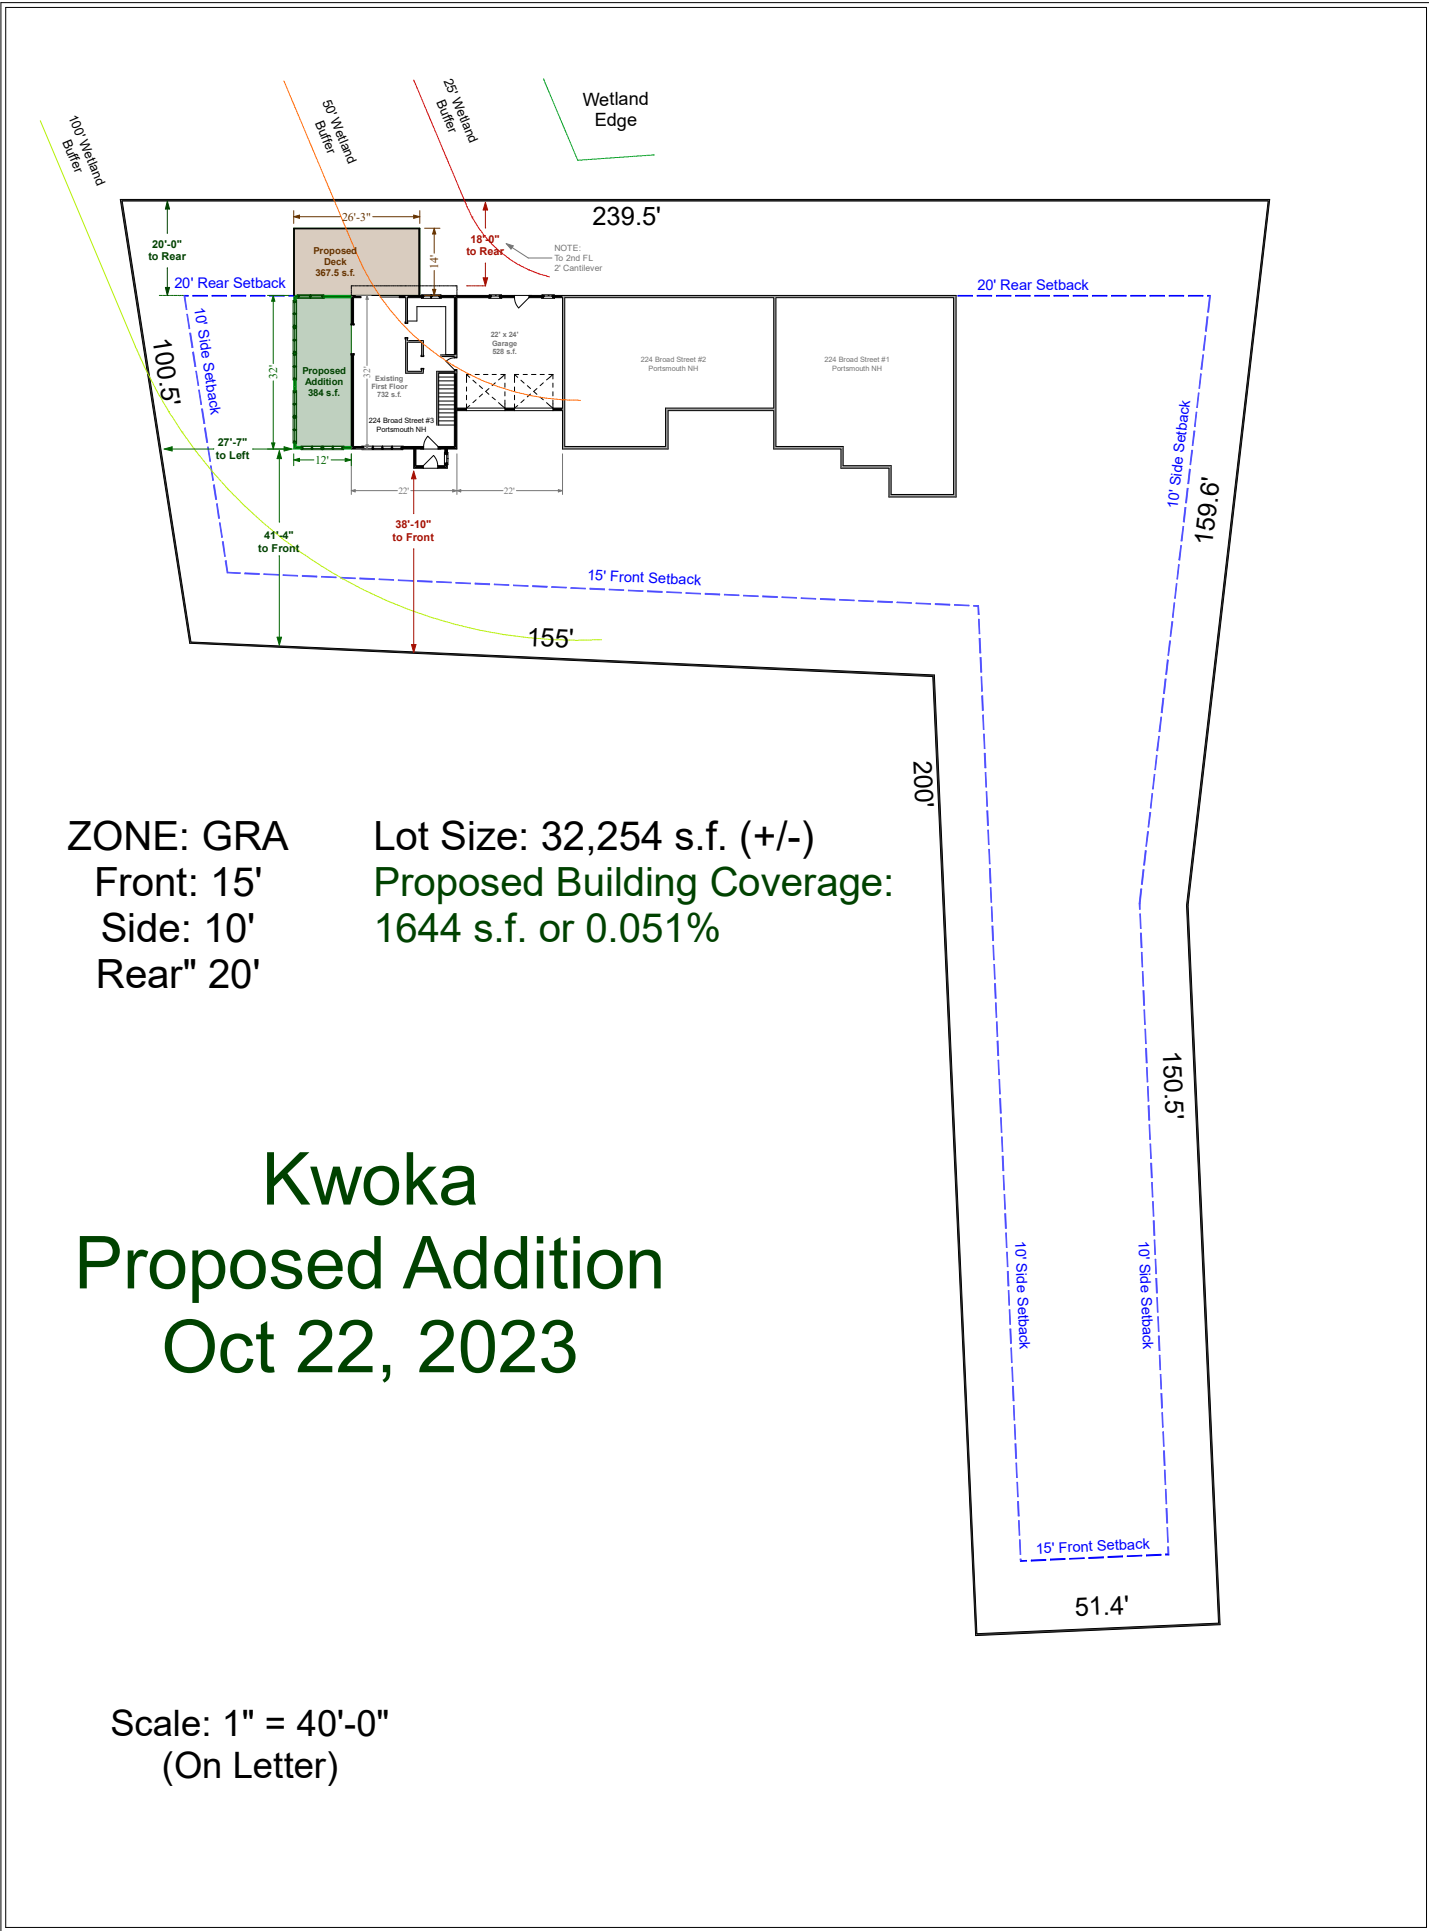 Wetland
Edge
25' Wetland
Buffer
50' Wetland
Buffer
100' Wetland
Buffer
239.5'
26'-3"
20'-0"
to Rear
Proposed
Deck
367.5 s.f.
14'
18'-0"
to Rear
NOTE:
To 2nd FL
2' Cantilever
20' Rear Setback
20' Rear Setback
10' Side Setback
100.5'
32'
Proposed
Addition
384 s.f.
32'
Existing
First Floor
732 s.f.
22' x 24'
Garage
528 s.f.
224 Broad Street #2
Portsmouth NH
224 Broad Street #1
Portsmouth NH
224 Broad Street #3
Portsmouth NH
27'-7"
to Left
12'
22'
22'
10' Side Setback
159.6'
41'-4"
to Front
38'-10"
to Front
15' Front Setback
155'
200'
ZONE: GRA
Front: 15'
Side: 10'
Rear" 20'
Lot Size: 32,254 s.f. (+/-)
Proposed Building Coverage:
1644 s.f. or 0.051%
150.5'
Kwoka
Proposed Addition
Oct 22, 2023
10' Side Setback
10' Side Setback
15' Front Setback
51.4'
Scale: 1" = 40'-0"
(On Letter)